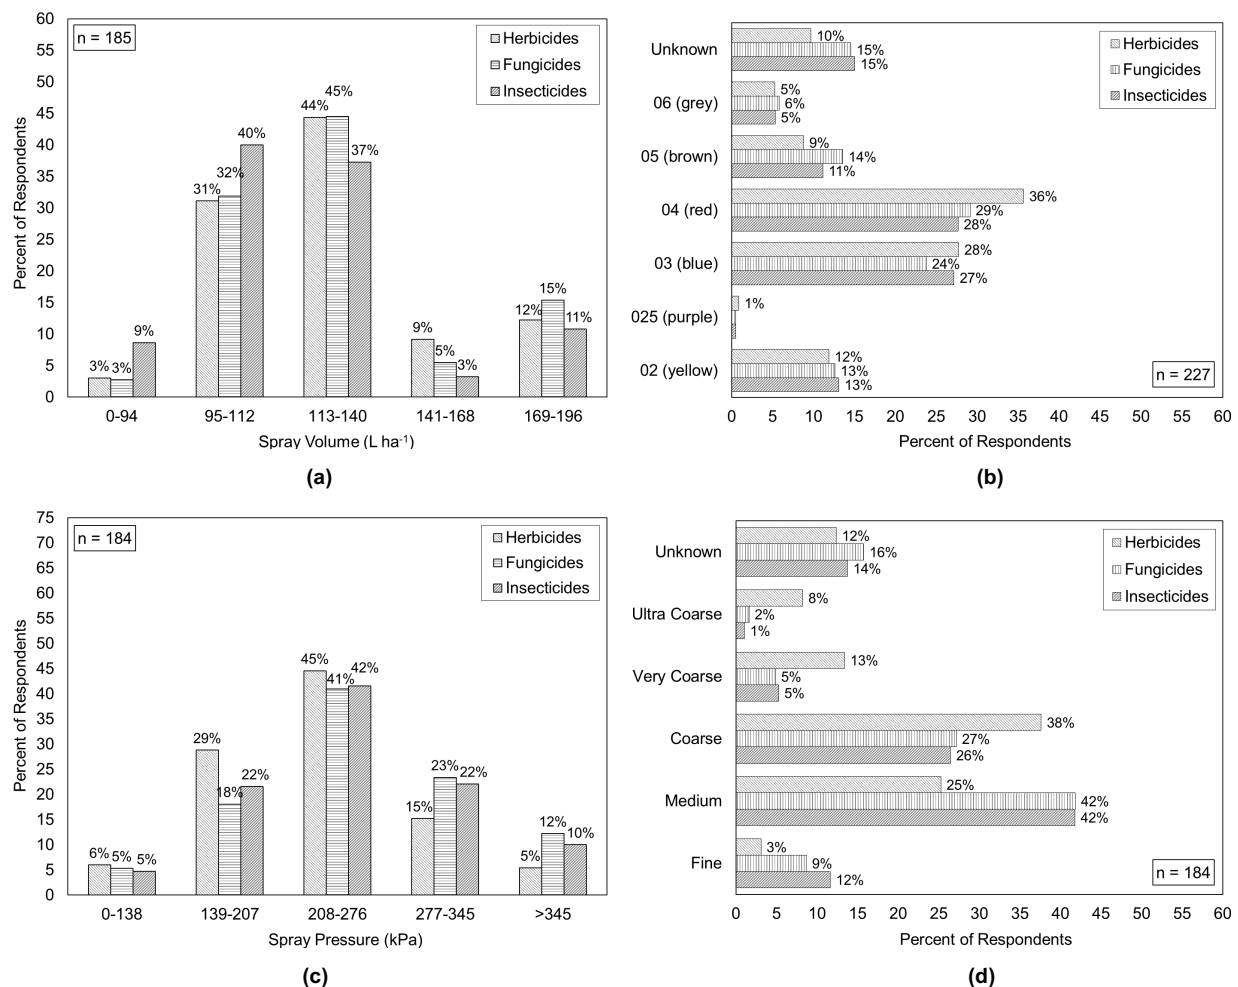 60
55
50
45
40
35
30
25
20
15
10
5
0
Percent of Respondents
n = 185
Herbicides
Fungicides
Insecticides
3% 3% 9%
31% 32% 40%
44% 45% 37%
9% 5% 3%
12% 15% 11%
0-94 95-112 113-140 141-168 169-196
Spray Volume (L ha⁻¹)
(a)
Herbicides
Fungicides
Insecticides
Unknown
10%
15%
15%
06 (grey)
5%
6%
5%
05 (brown)
9%
14%
11%
04 (red)
36%
29%
28%
03 (blue)
28%
24%
27%
025 (purple)
1%
02 (yellow)
12%
13%
13%
n = 227
0 5 10 15 20 25 30 35 40 45 50 55 60
Percent of Respondents
(b)
75
70
65
60
55
50
45
40
35
30
25
20
15
10
5
0
Percent of Respondents
n = 184
Herbicides
Fungicides
Insecticides
6% 5% 5%
29% 18% 22%
45% 41% 42%
15% 23% 22%
5% 12% 10%
0-138 139-207 208-276 277-345 >345
Spray Pressure (kPa)
(c)
Herbicides
Fungicides
Insecticides
Unknown
12%
16%
14%
Ultra Coarse
8%
2%
1%
Very Coarse
13%
5%
5%
Coarse
38%
27%
26%
Medium
25%
42%
42%
Fine
3%
9%
12%
n = 184
0 5 10 15 20 25 30 35 40 45 50 55 60
Percent of Respondents
(d)